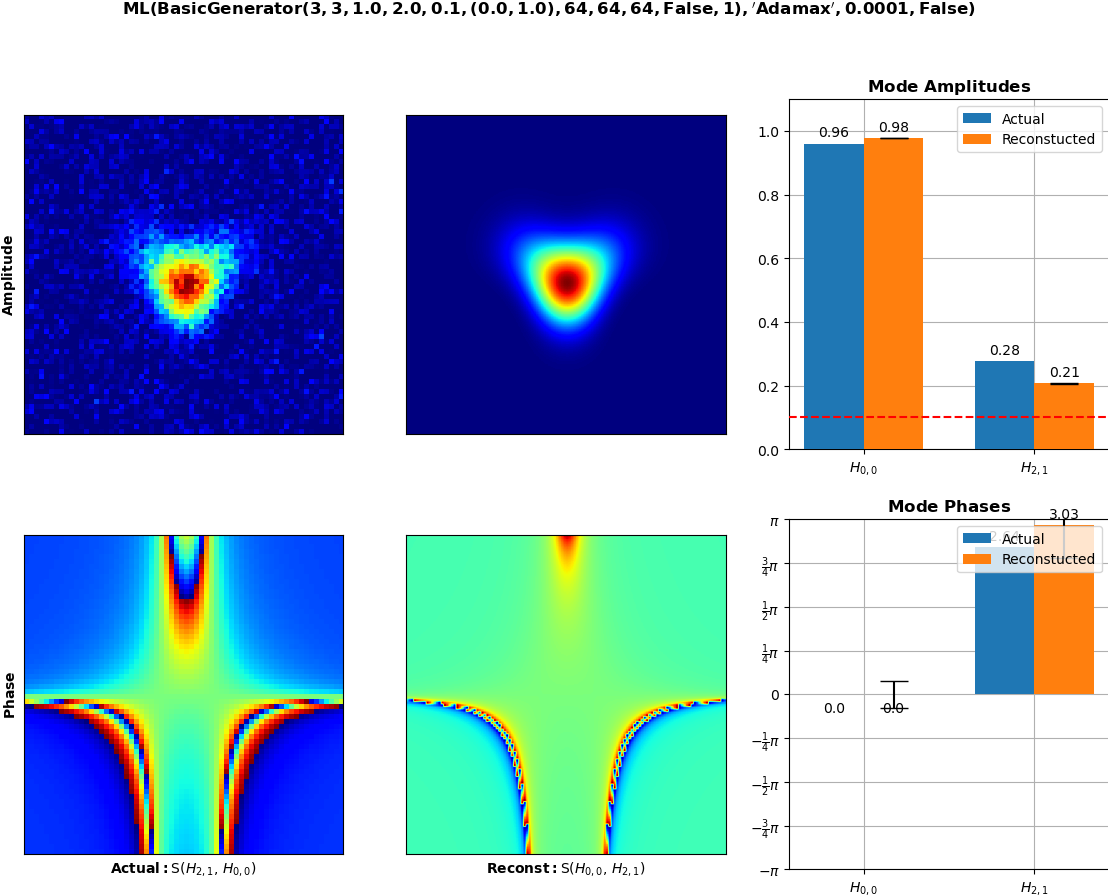 ML(BasicGenerator(3, 3, 1.0, 2.0, 0.1, (0.0, 1.0), 64, 64, 64, False, 1), ′Adamax′, 0.0001, False)
Amplitude
Mode Amplitudes
Actual
Reconstucted
0.96
0.98
0.28
0.21
1.0
0.8
0.6
0.4
0.2
0.0
H0,0
H2,1
Phase
Actual: S(H2,1, H0,0)
Reconst: S(H0,0, H2,1)
Mode Phases
Actual
Reconstucted
3.03
0.0
0.0
π
3/4π
1/2π
1/4π
0
−1/4π
−1/2π
−3/4π
−π
H0,0
H2,1